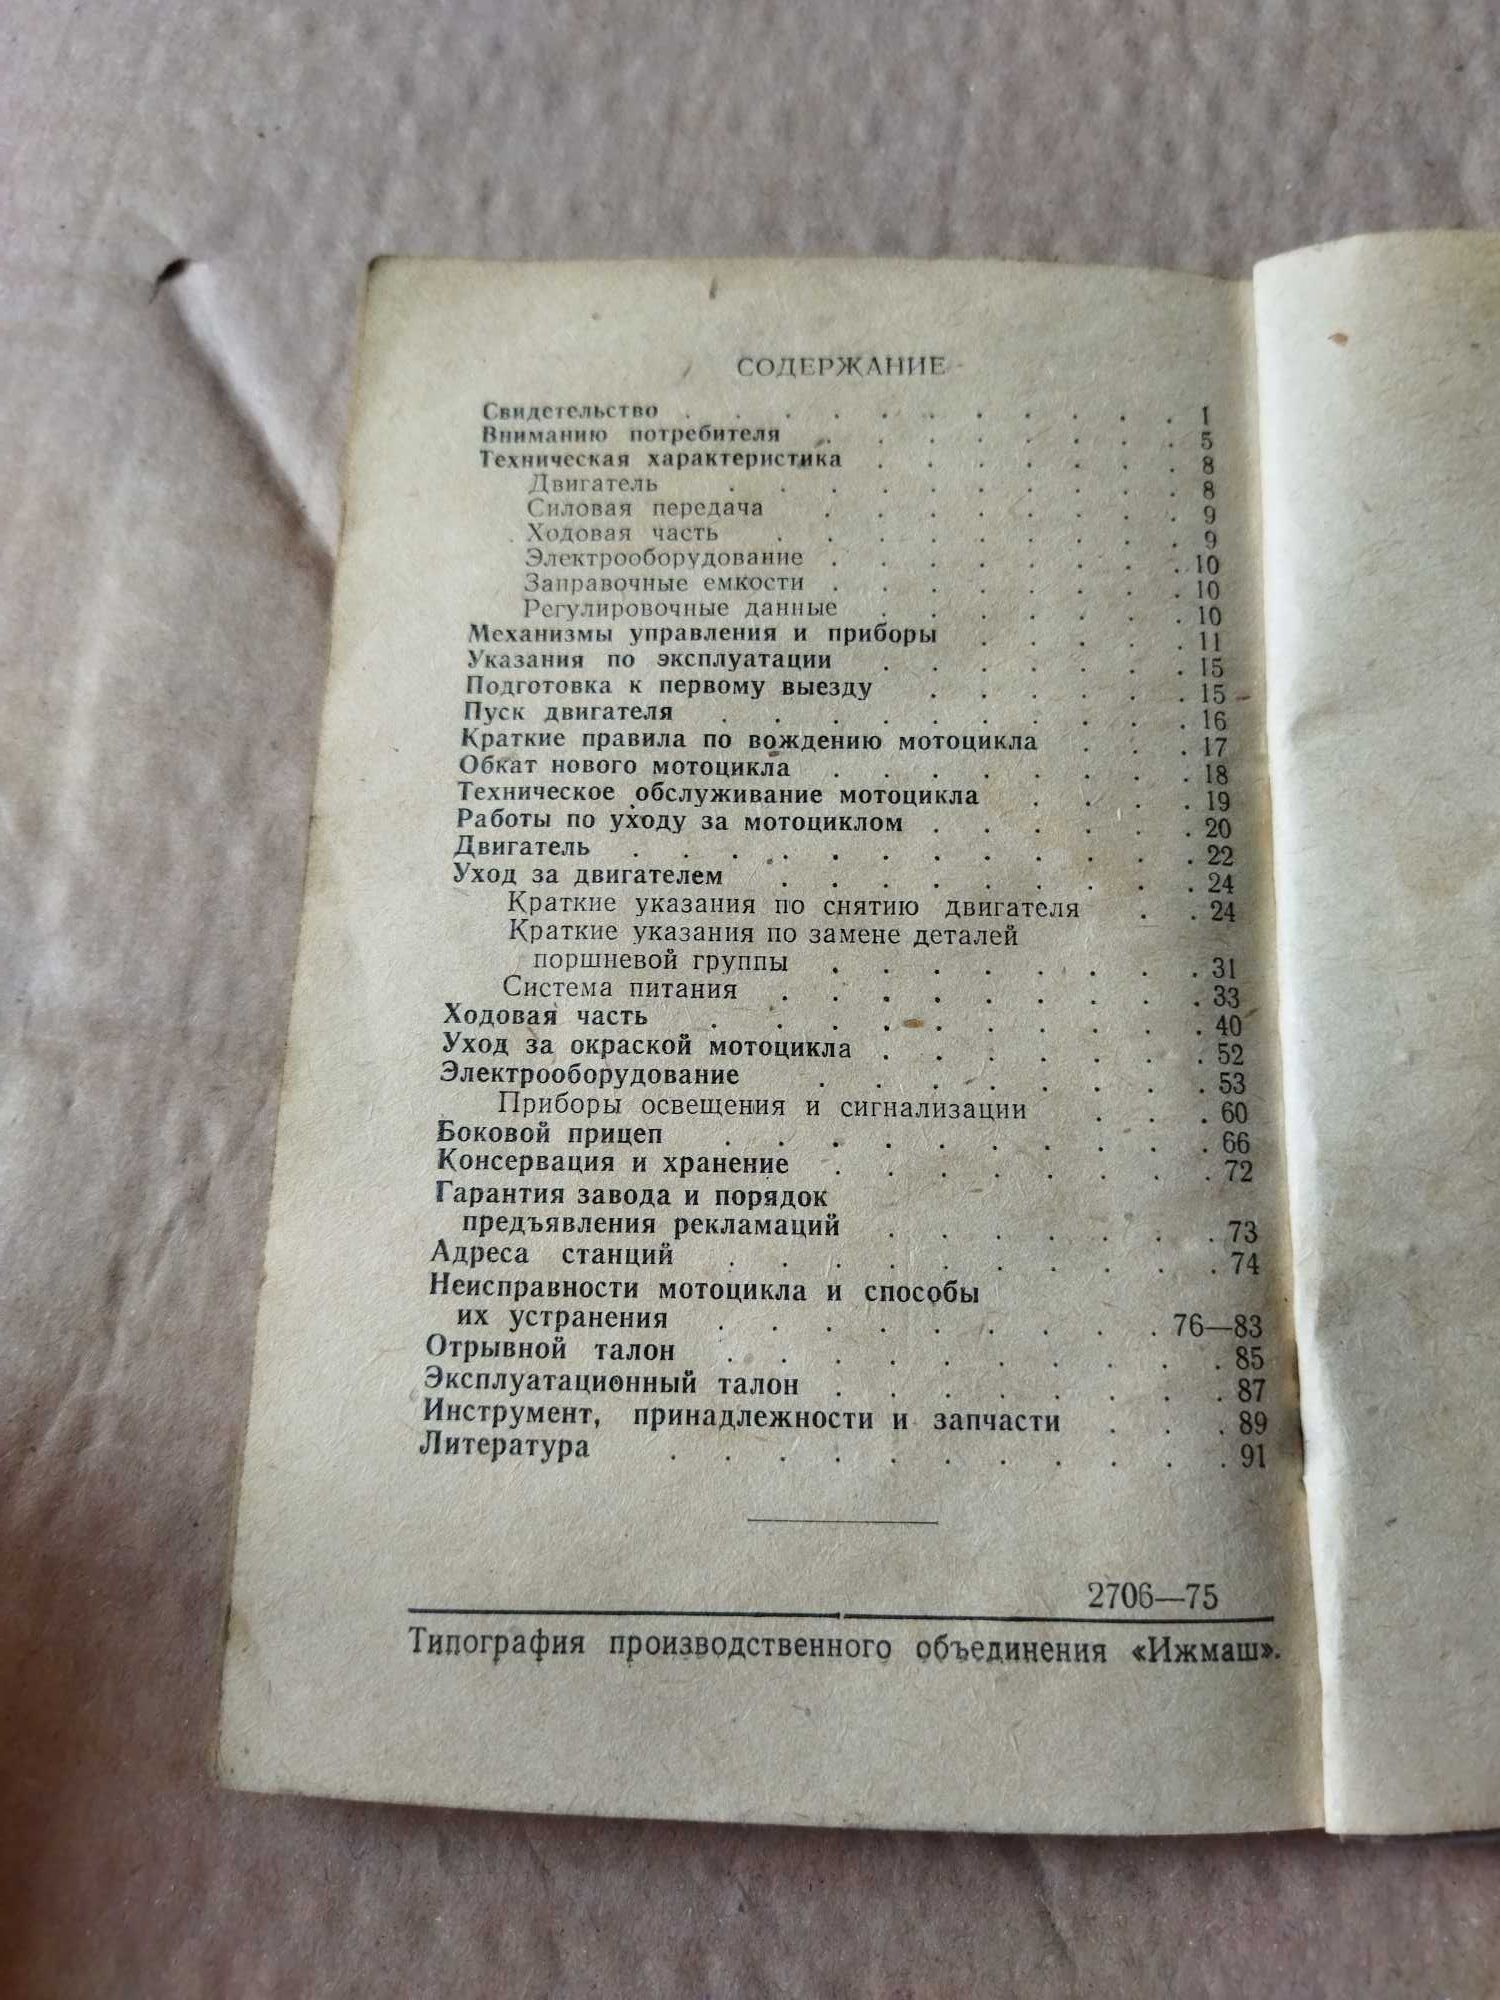 СОДЕРЖАНИЕ
Свидетельство . . . . . . . . . . 1
Вниманию потребителя . . . . . . . . 5
Техническая характеристика . . . . . . . 8
Двигатель . . . . . . . . . 8
Силовая передача . . . . . . . . 9
Ходовая часть . . . . . . . . . 9
Электрооборудование . . . . . . . . 10
Заправочные емкости . . . . . . . . 10
Регулировочные данные . . . . . . . 10
Механизмы управления и приборы . . . . . 11
Указания по эксплуатации . . . . . . . 15
Подготовка к первому выезду . . . . . . 15
Пуск двигателя . . . . . . . . . . 16
Краткие правила по вождению мотоцикла . . . 17
Обкат нового мотоцикла . . . . . . . . 18
Техническое обслуживание мотоцикла . . . . 19
Работы по уходу за мотоциклом . . . . . . 20
Двигатель . . . . . . . . . . . . 22
Уход за двигателем . . . . . . . . . 24
Краткие указания по снятию двигателя . . 24
Краткие указания по замене деталей
поршневой группы . . . . . . . . 31
Система питания . . . . . . . . . 33
Ходовая часть . . . . . . . . . . 40
Уход за окраской мотоцикла . . . . . . . 52
Электрооборудование . . . . . . . . 53
Приборы освещения и сигнализации . . . 60
Боковой прицеп . . . . . . . . . . 66
Консервация и хранение . . . . . . . . 72
Гарантия завода и порядок
предъявления рекламаций . . . . . . . 73
Адреса станций . . . . . . . . . . 74
Неисправности мотоцикла и способы
их устранения . . . . . . . . . 76—83
Отрывной талон . . . . . . . . . . 85
Эксплуатационный талон . . . . . . . . 87
Инструмент, принадлежности и запчасти . . . 89
Литература . . . . . . . . . . . 91
2706—75
Типография производственного объединения «Ижмаш».